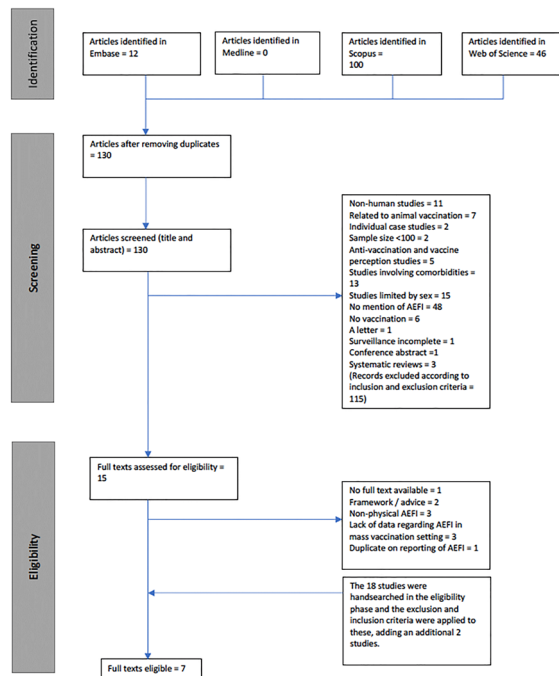 Identification
Articles identified in
Embase = 12
Articles identified in
Medline = 0
Articles identified in
Scopus =
100
Articles identified in
Web of Science = 46
Screening
Articles after removing duplicates
= 130
Articles screened (title and
abstract) = 130
Non-human studies = 11
Related to animal vaccination = 7
Individual case studies = 2
Sample size <100 = 2
Anti-vaccination and vaccine
perception studies = 5
Studies involving comorbidities =
13
Studies limited by sex = 15
No mention of AEFI = 48
No vaccination = 6
A letter = 1
Surveillance incomplete = 1
Conference abstract =1
Systematic reviews = 3
(Records excluded according to
inclusion and exclusion criteria =
115)
Eligibility
Full texts assessed for eligibility =
15
No full text available = 1
Framework / advice = 2
Non-physical AEFI = 3
Lack of data regarding AEFI in
mass vaccination setting = 3
Duplicate on reporting of AEFI = 1
The 18 studies were
handsearched in the eligibility
phase and the exclusion and
inclusion criteria were applied to
these, adding an additional 2
studies.
Full texts eligible = 7